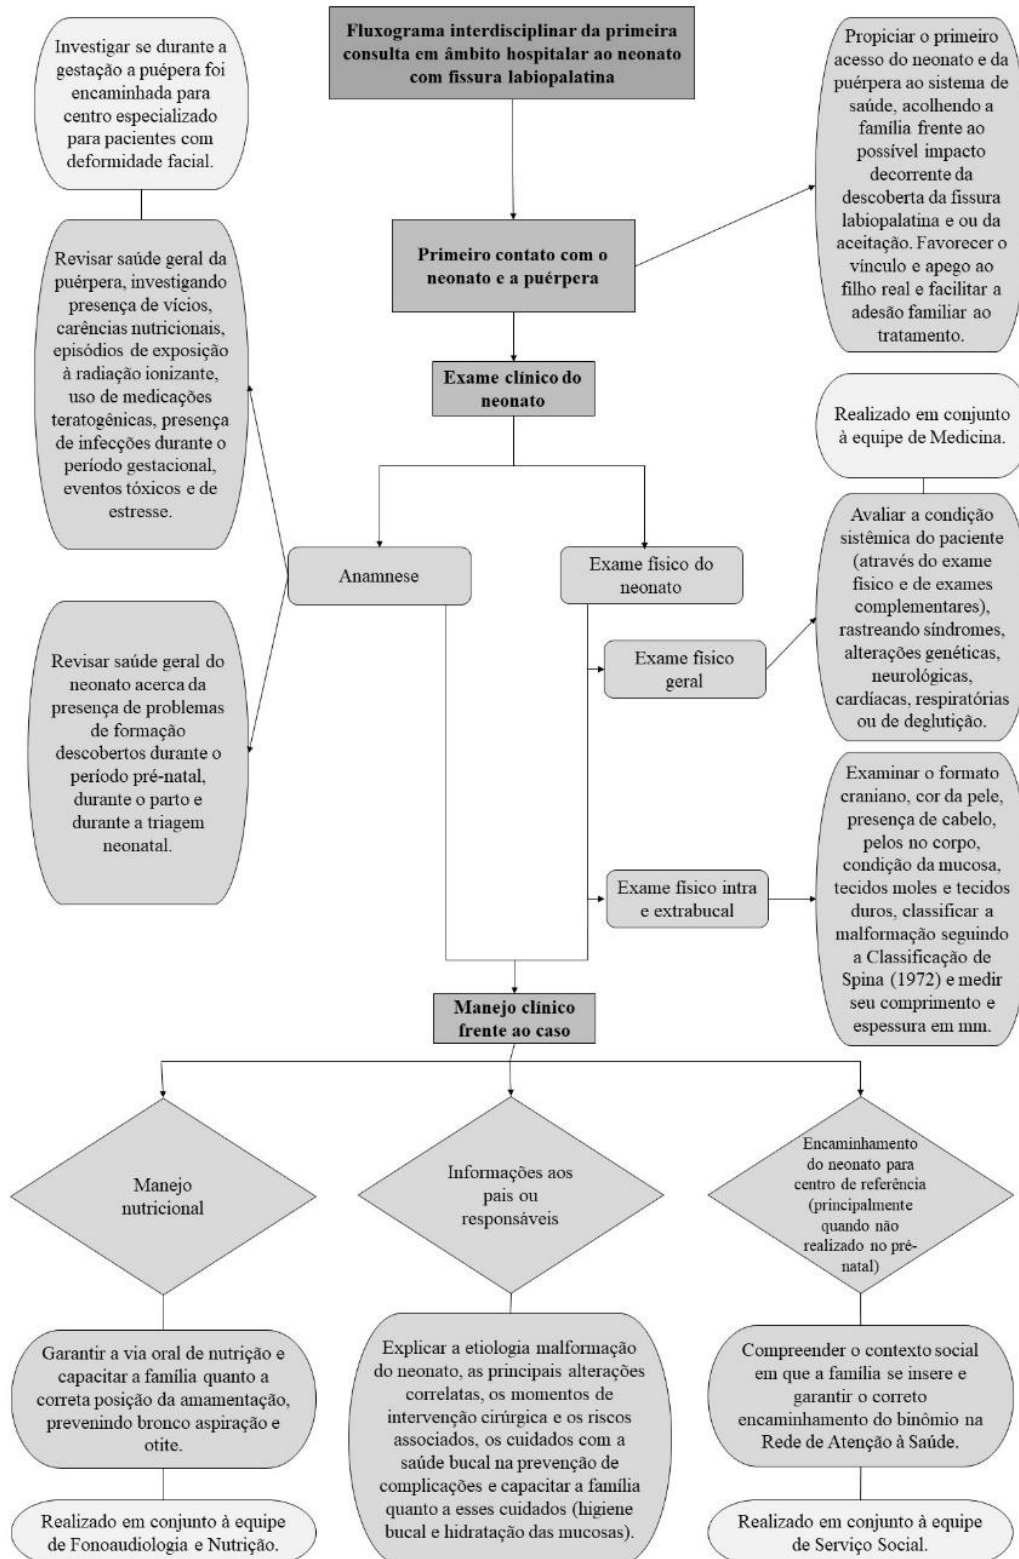 Fluxograma interdisciplinar da primeira
consulta em âmbito hospitalar ao neonato
com fissura labiopalatina
Investigar se durante a
gestação a puépera foi
encaminhada para
centro especializado
para pacientes com
deformidade facial.
Propiciar o primeiro
acesso do neonato e da
puérpera ao sistema de
saúde, acolhendo a
família frente ao
possível impacto
decorrente da
descoberta da fissura
labiopalatina e ou da
aceitação. Favorecer o
vínculo e apego ao
filho real e facilitar a
adesão familiar ao
tratamento.
Primeiro contato com o
neonato e a puérpera
Revisar saúde geral da
puérpera, investigando
presença de vícios,
carências nutricionais,
episódios de exposição
à radiação ionizante,
uso de medicações
teratogênicas, presença
de infecções durante o
período gestacional,
eventos tóxicos e de
estresse.
Exame clínico do
neonato
Realizado em conjunto
à equipe de Medicina.
Anamnese
Exame físico do
neonato
Avaliar a condição
sistêmica do paciente
(através do exame
físico e de exames
complementares),
rastreando síndromes,
alterações genéticas,
neurológicas,
cardíacas, respiratórias
ou de deglutição.
Exame físico
geral
Revisar saúde geral do
neonato acerca da
presença de problemas
de formação
descobertos durante o
período pré-natal,
durante o parto e
durante a triagem
neonatal.
Examinar o formato
craniano, cor da pele,
presença de cabelo,
pelos no corpo,
condição da mucosa,
tecidos moles e tecidos
duros, classificar a
malformação seguindo
a Classificação de
Spina (1972) e medir
seu comprimento e
espessura em mm.
Exame físico intra
e extrabucal
Manejo clínico
frente ao caso
Manejo
nutricional
Informações aos
pais ou
responsáveis
Encaminhamento
do neonato para
centro de referência
(principalmente
quando não
realizado no pré-
natal)
Garantir a via oral de nutrição e
capacitar a família quanto a
correta posição da amamentação,
prevenindo bronco aspiração e
otite.
Explicar a etiologia malformação
do neonato, as principais alterações
correlatas, os momentos de
intervenção cirúrgica e os riscos
associados, os cuidados com a
saúde bucal na prevenção de
complicações e capacitar a família
quanto a esses cuidados (higiene
bucal e hidratação das mucosas).
Compreender o contexto social
em que a família se insere e
garantir o correto
encaminhamento do binômio na
Rede de Atenção à Saúde.
Realizado em conjunto à equipe
de Fonoaudiologia e Nutrição.
Realizado em conjunto à equipe
de Serviço Social.